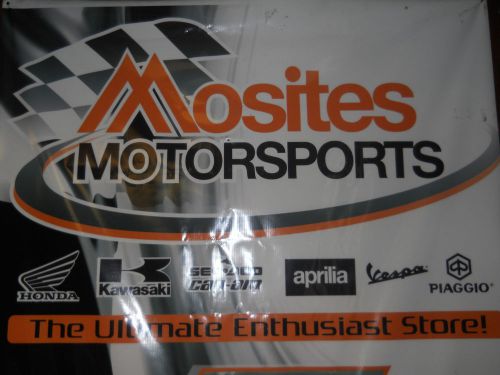 Mosites
MOTORSPORTS
HONDA Kawasaki SEA-DOO can-am aprilia Vespa PIAGGIO
The Ultimate Enthusiast Store!